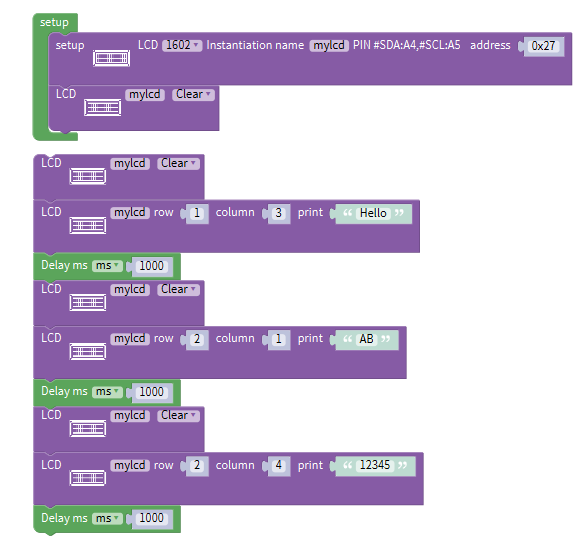 setup
setup LCD 1602 Instantiation name mylcd PIN #SDA:A4,#SCL:A5 address 0x27
LCD mylcd Clear
LCD mylcd Clear
LCD mylcd row 1 column 3 print “ Hello ”
Delay ms ms 1000
LCD mylcd Clear
LCD mylcd row 2 column 1 print “ AB ”
Delay ms ms 1000
LCD mylcd Clear
LCD mylcd row 2 column 4 print “ 12345 ”
Delay ms ms 1000